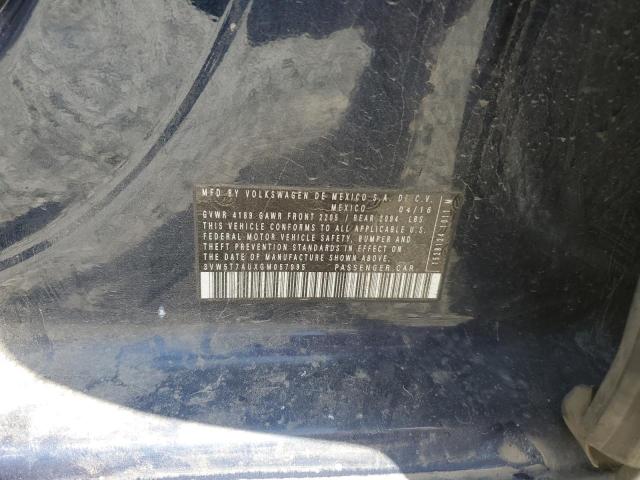 MFD BY VOLKSWAGEN DE MEXICO S.A. DE C.V.
MEXICO 04/16
GVWR 4189 GAWR FRONT 2205 / REAR 2094 LBS
THIS VEHICLE CONFORMS TO ALL APPLICABLE
FEDERAL MOTOR VEHICLE SAFETY, BUMPER AND
THEFT PREVENTION STANDARDS IN EFFECT ON
THE DATE OF MANUFACTURE SHOWN ABOVE.
3VW5T7AUXGM057995 PASSENGER CAR